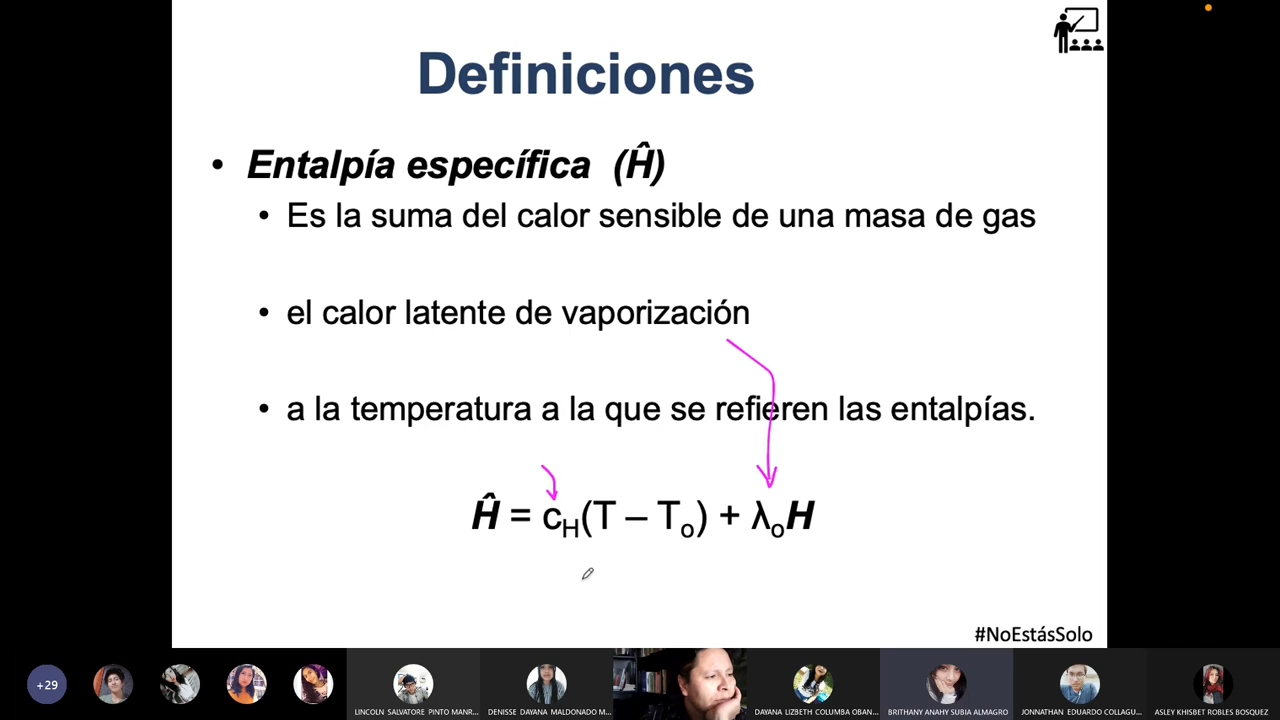 Definiciones
• Entalpía específica (Ĥ)
• Es la suma del calor sensible de una masa de gas
• el calor latente de vaporización
• a la temperatura a la que se refieren las entalpías.
Ĥ = cH(T – To) + λoH
#NoEstásSolo
+29
LINCOLN SALVATORE PINTO MANR...
DENISSE DAYANA MALDONADO M...
DAYANA LIZBETH COLUMBA OBAN...
BRITHANY ANAHY SUBIA ALMAGRO
JONNATHAN EDUARDO COLLAGU...
ASLEY KHISBET ROBLES BOSQUEZ